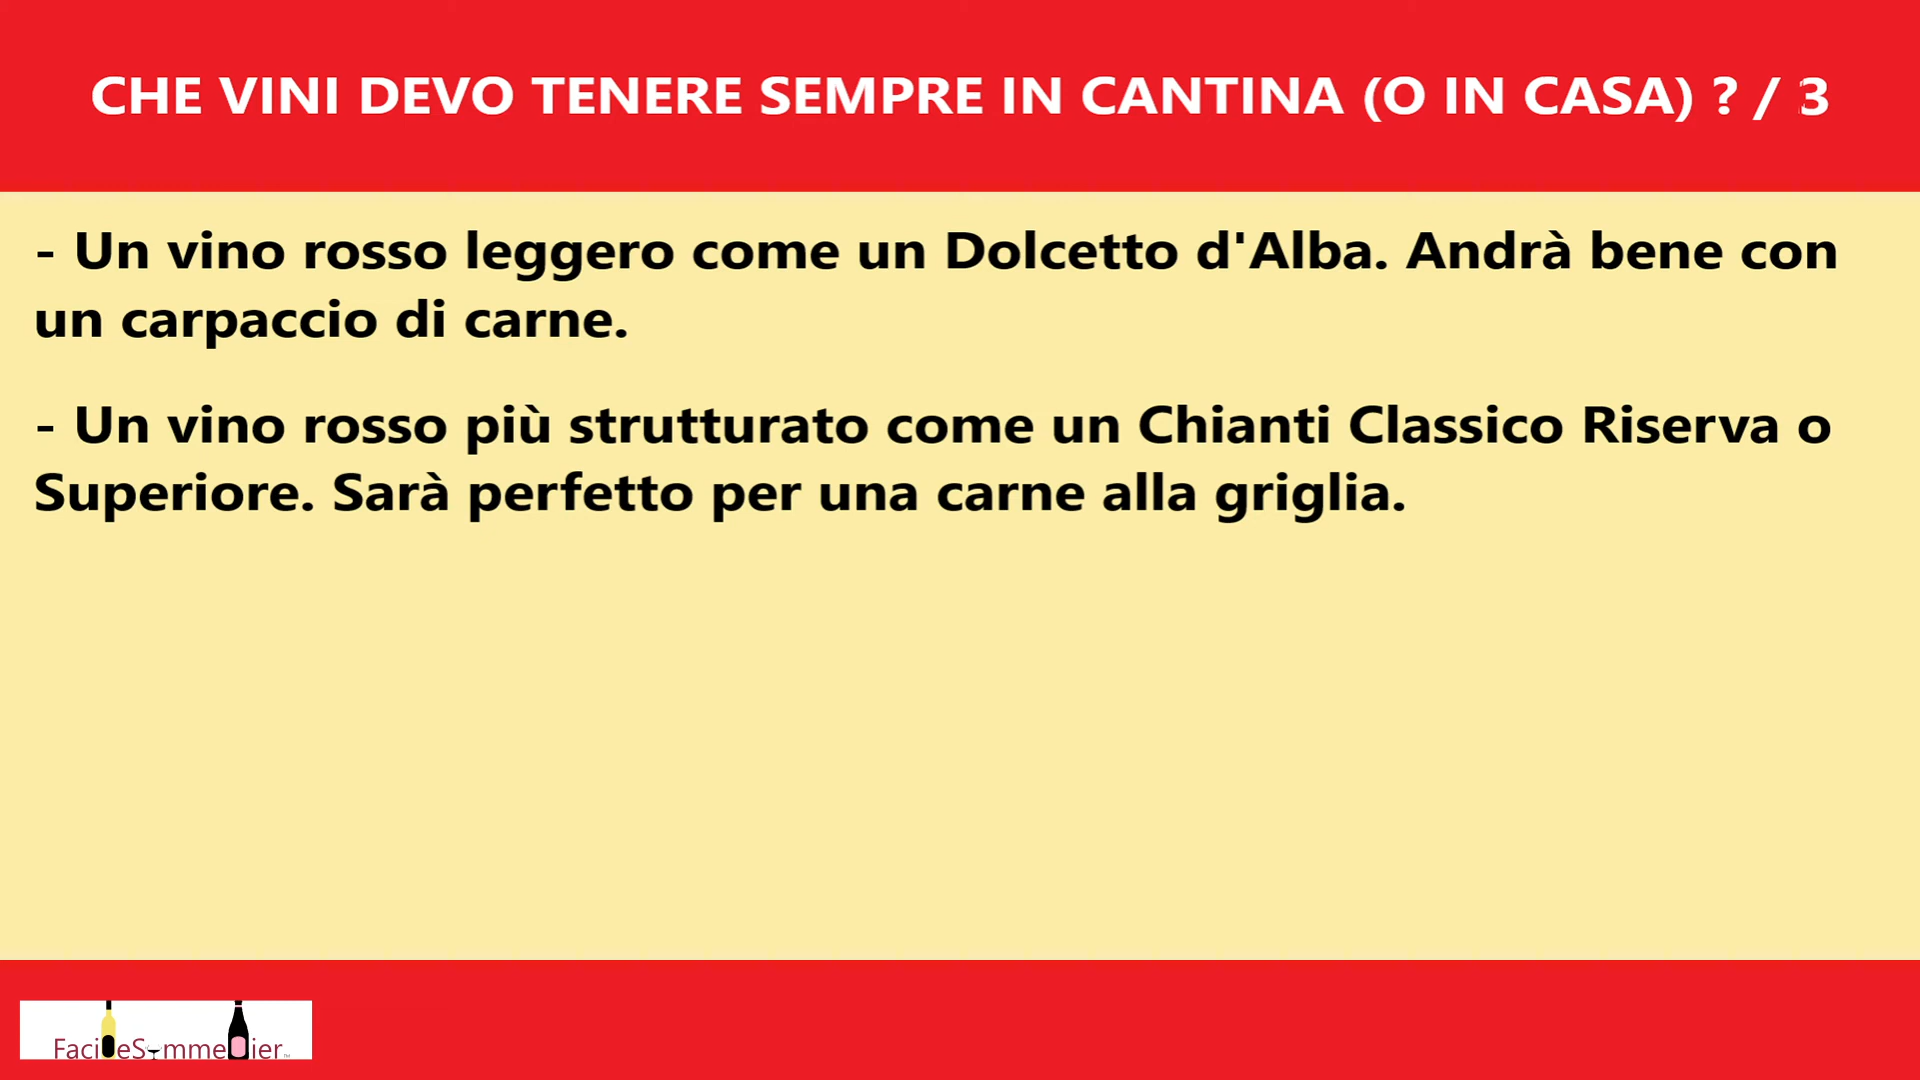 CHE VINI DEVO TENERE SEMPRE IN CANTINA (O IN CASA) ? / 3
- Un vino rosso leggero come un Dolcetto d'Alba. Andrà bene con
un carpaccio di carne.
- Un vino rosso più strutturato come un Chianti Classico Riserva o
Superiore. Sarà perfetto per una carne alla griglia.
FacileSommelier™